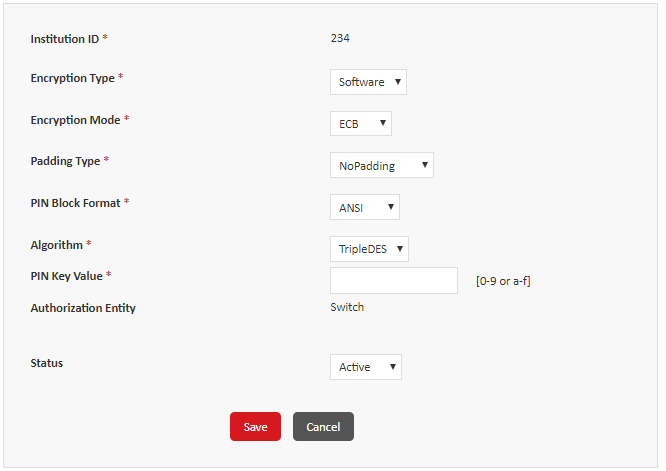 Institution ID * 234
Encryption Type * Software
Encryption Mode * ECB
Padding Type * NoPadding
PIN Block Format * ANSI
Algorithm * TripleDES
PIN Key Value * [0-9 or a-f]
Authorization Entity Switch
Status Active
Save Cancel